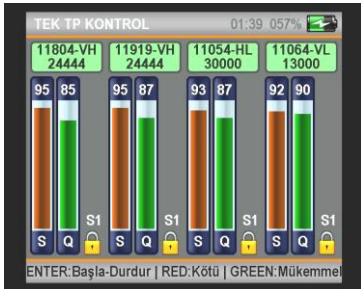 TEK TP KONTROL 01:39 057%
11804-VH 11919-VH 11054-HL 11064-VL
24444 24444 30000 13000
95 85 95 87 93 87 92 90
S1 S1 S1 S1
S Q S Q S Q S Q
ENTER:Başla-Durdur | RED:Kötü | GREEN:Mükemmel